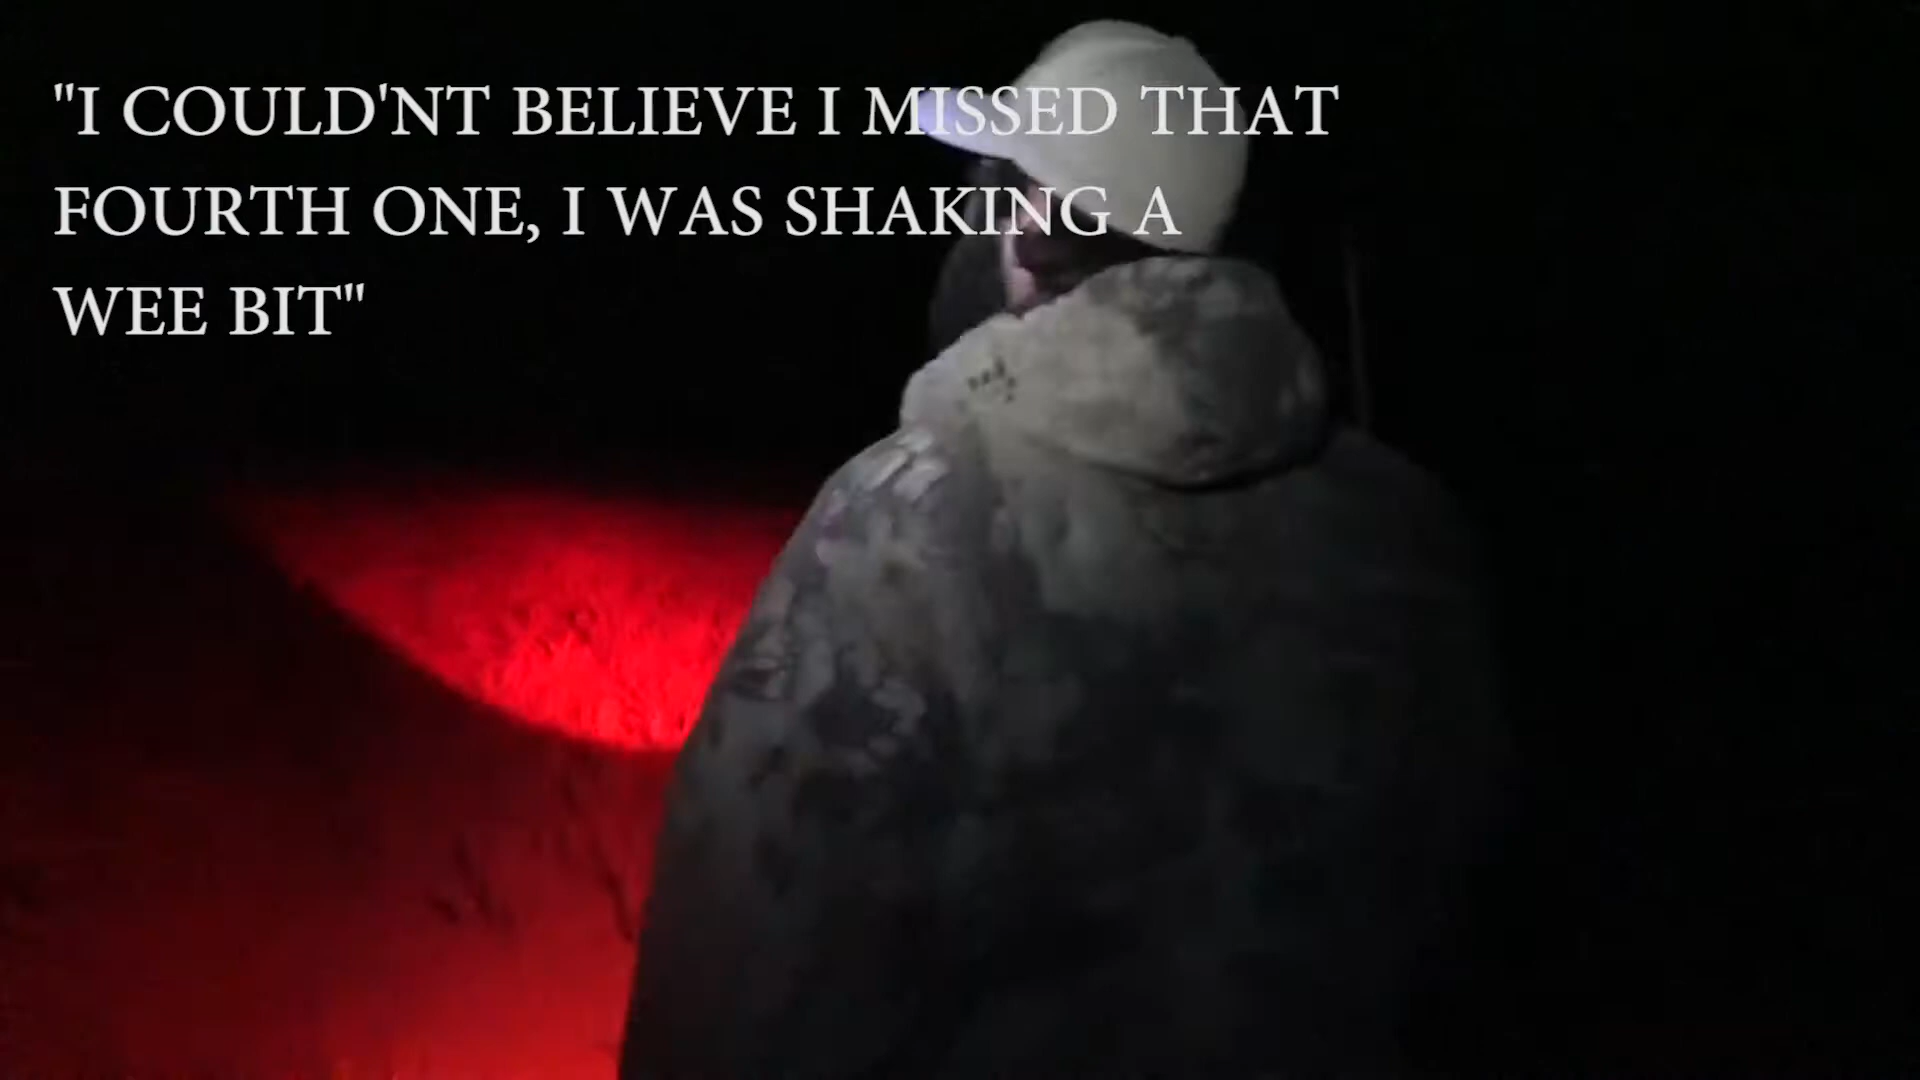 "I COULD'NT BELIEVE I MISSED THAT
FOURTH ONE, I WAS SHAKING A
WEE BIT"